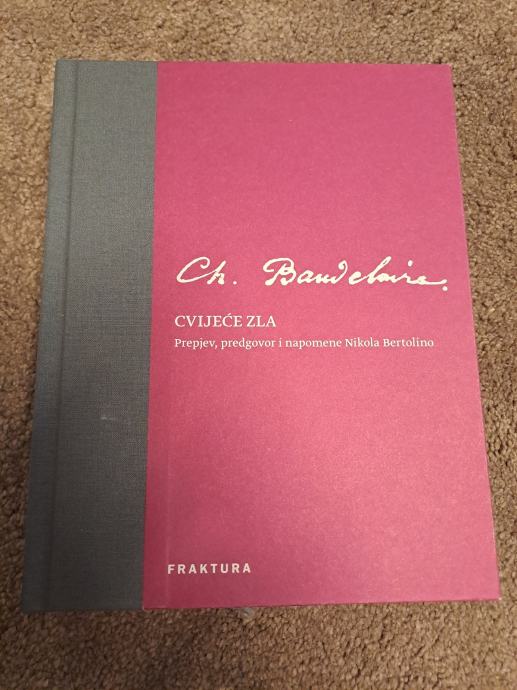 Ch. Baudelaire.
CVIJEĆE ZLA
Prepjev, predgovor i napomene Nikola Bertolino
FRAKTURA